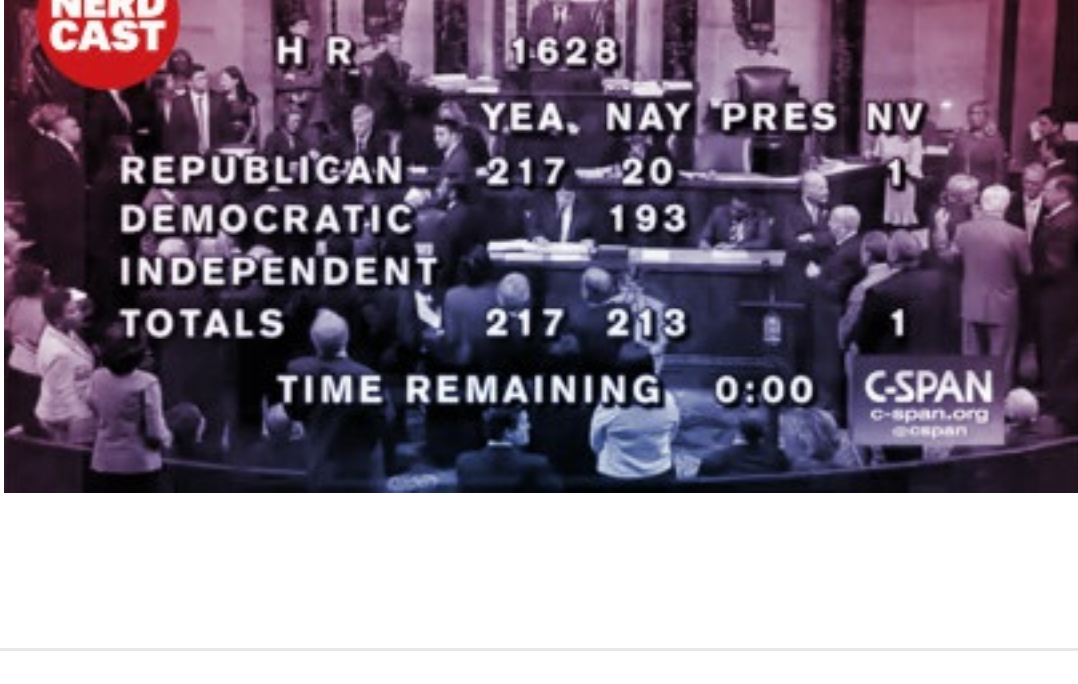 NERD
CAST
H R 1628
YEA. NAY PRES NV
REPUBLICAN 217 20 1
DEMOCRATIC 193
INDEPENDENT
TOTALS 217 213 1
TIME REMAINING 0:00
C-SPAN
c-span.org
@cspan